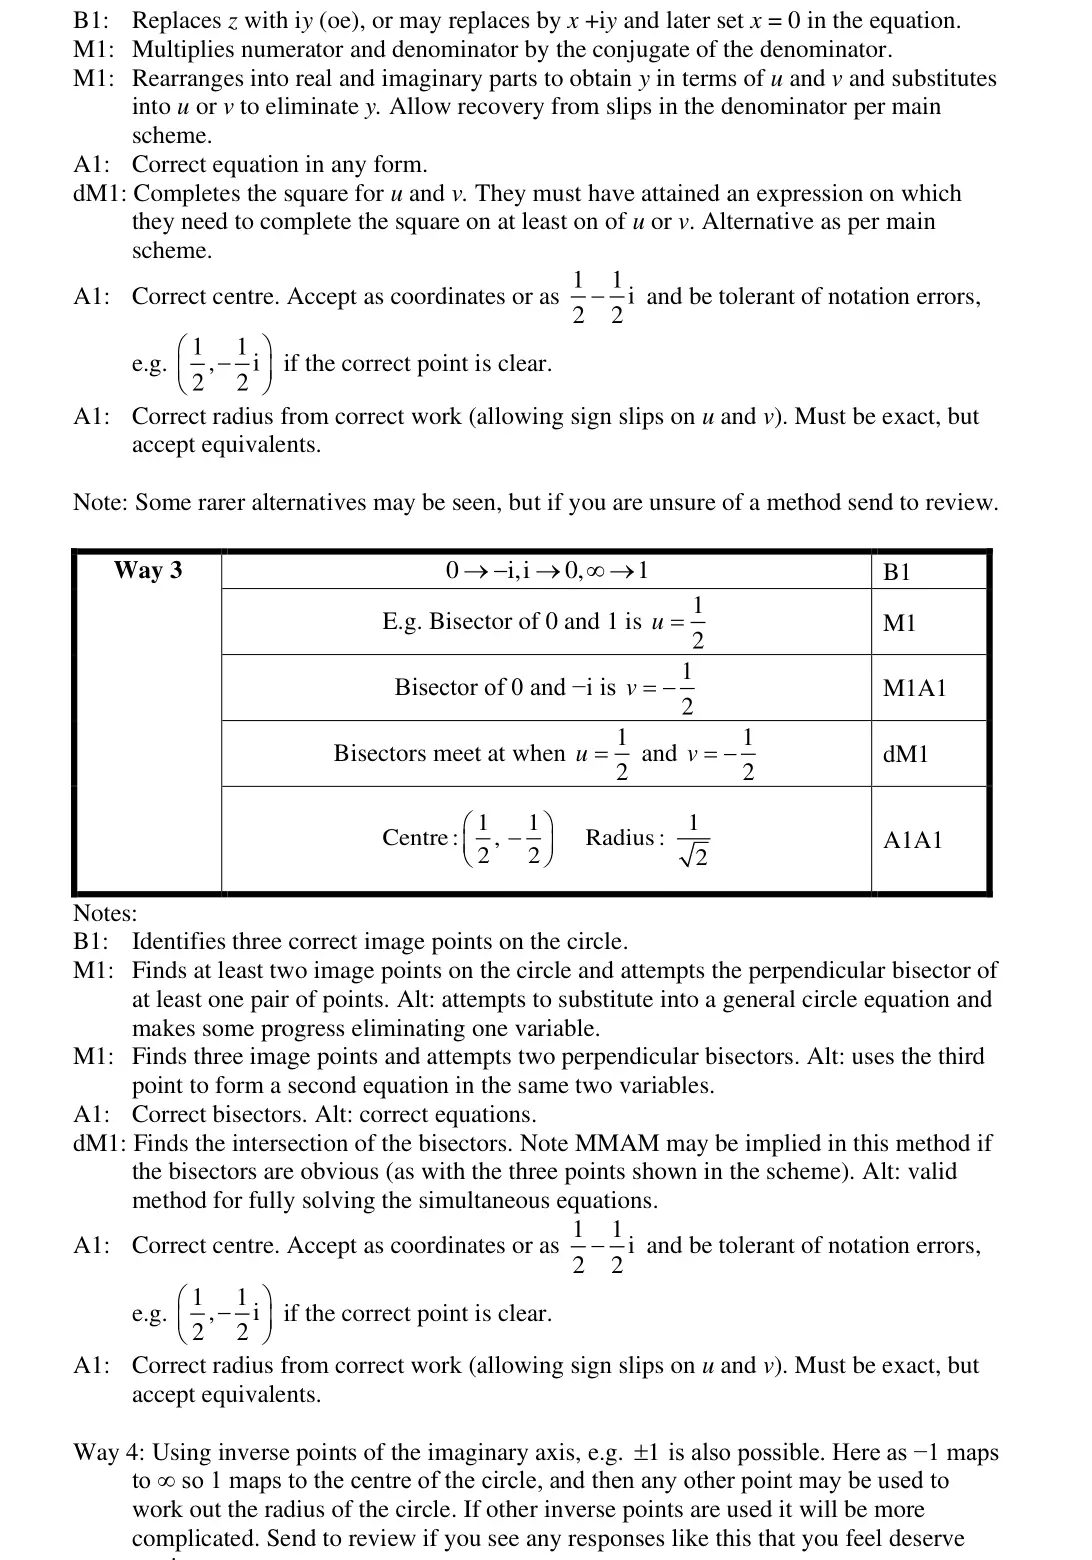 B1: Replaces z with iy (oe), or may replaces by x +iy and later set x = 0 in the equation.
M1: Multiplies numerator and denominator by the conjugate of the denominator.
M1: Rearranges into real and imaginary parts to obtain y in terms of u and v and substitutes
into u or v to eliminate y. Allow recovery from slips in the denominator per main
scheme.
A1: Correct equation in any form.
dM1: Completes the square for u and v. They must have attained an expression on which
they need to complete the square on at least on of u or v. Alternative as per main
scheme.
A1: Correct centre. Accept as coordinates or as 1/2 − 1/2 i and be tolerant of notation errors,
e.g. (1/2, −1/2 i) if the correct point is clear.
A1: Correct radius from correct work (allowing sign slips on u and v). Must be exact, but
accept equivalents.
Note: Some rarer alternatives may be seen, but if you are unsure of a method send to review.
Way 3 0 → −i, i → 0, ∞ → 1 B1
E.g. Bisector of 0 and 1 is u = 1/2 M1
Bisector of 0 and −i is v = −1/2 M1A1
Bisectors meet at when u = 1/2 and v = −1/2 dM1
Centre : (1/2, −1/2) Radius : 1/√2 A1A1
Notes:
B1: Identifies three correct image points on the circle.
M1: Finds at least two image points on the circle and attempts the perpendicular bisector of
at least one pair of points. Alt: attempts to substitute into a general circle equation and
makes some progress eliminating one variable.
M1: Finds three image points and attempts two perpendicular bisectors. Alt: uses the third
point to form a second equation in the same two variables.
A1: Correct bisectors. Alt: correct equations.
dM1: Finds the intersection of the bisectors. Note MMAM may be implied in this method if
the bisectors are obvious (as with the three points shown in the scheme). Alt: valid
method for fully solving the simultaneous equations.
A1: Correct centre. Accept as coordinates or as 1/2 − 1/2 i and be tolerant of notation errors,
e.g. (1/2, −1/2 i) if the correct point is clear.
A1: Correct radius from correct work (allowing sign slips on u and v). Must be exact, but
accept equivalents.
Way 4: Using inverse points of the imaginary axis, e.g. ±1 is also possible. Here as −1 maps
to ∞ so 1 maps to the centre of the circle, and then any other point may be used to
work out the radius of the circle. If other inverse points are used it will be more
complicated. Send to review if you see any responses like this that you feel deserve